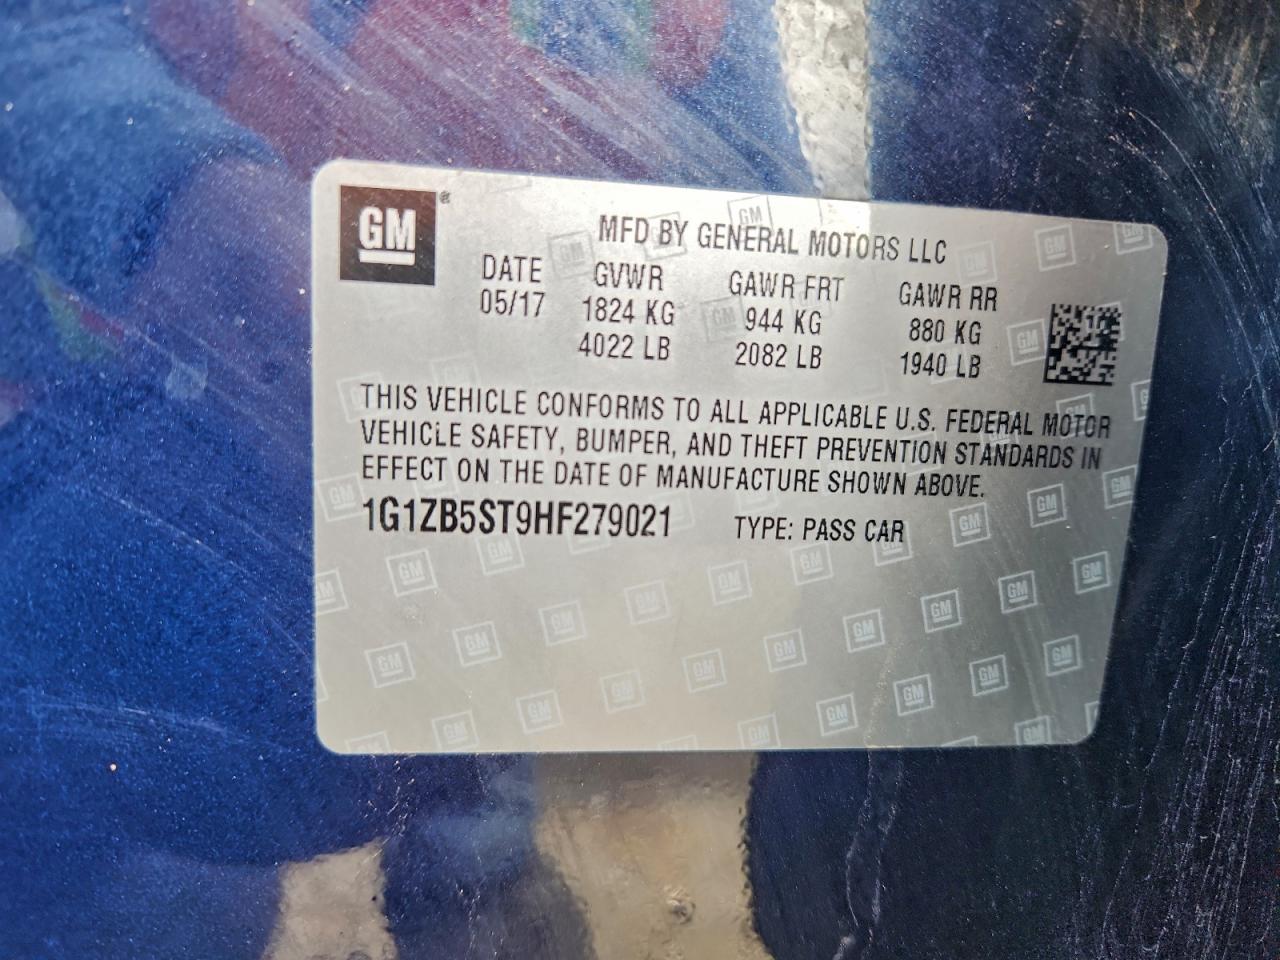 GM®
MFD BY GENERAL MOTORS LLC
DATE GVWR GAWR FRT GAWR RR
05/17 1824 KG 944 KG 880 KG
4022 LB 2082 LB 1940 LB
THIS VEHICLE CONFORMS TO ALL APPLICABLE U.S. FEDERAL MOTOR
VEHICLE SAFETY, BUMPER, AND THEFT PREVENTION STANDARDS IN
EFFECT ON THE DATE OF MANUFACTURE SHOWN ABOVE.
1G1ZB5ST9HF279021 TYPE: PASS CAR